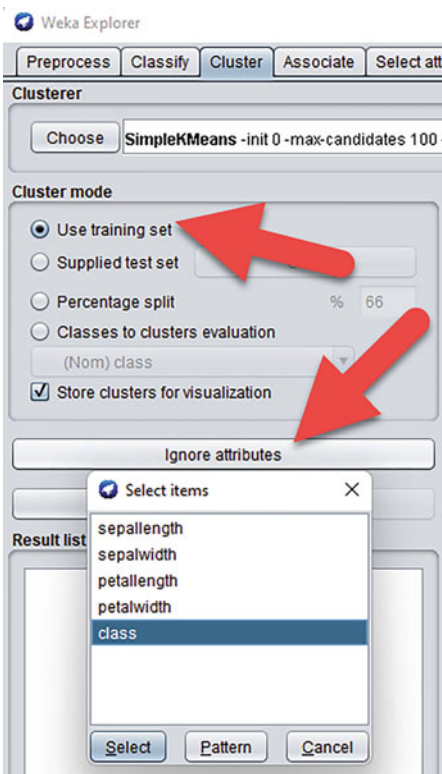 Weka Explorer
Preprocess Classify Cluster Associate Select att
Clusterer
Choose SimpleKMeans -init 0 -max-candidates 100
Cluster mode
Use training set
Supplied test set
Percentage split % 66
Classes to clusters evaluation
(Nom) class
Store clusters for visualization
Ignore attributes
Select items
Result list
sepallength
sepalwidth
petallength
petalwidth
class
Select Pattern Cancel